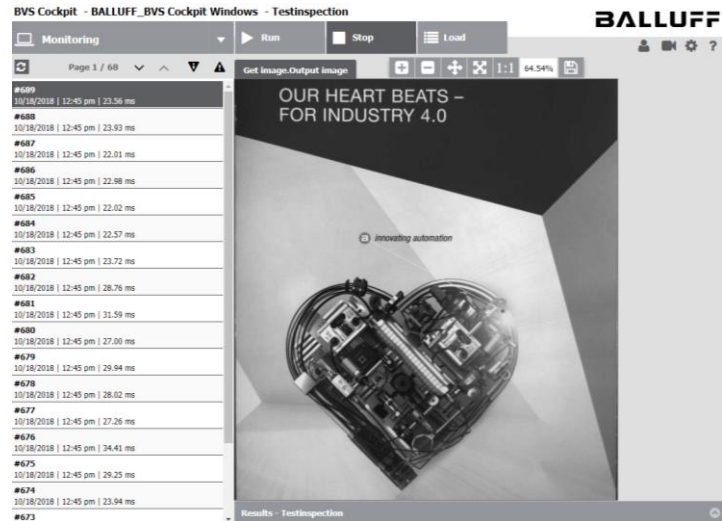 BVS Cockpit - BALLUFF_BVS Cockpit Windows - Testinspection
BALLUFF
Monitoring
Run
Stop
Load
Page 1 / 68
Get image.Output image
1:1
64.54%
?
#689
10/18/2018 | 12:45 pm | 23.56 ms
#688
10/18/2018 | 12:45 pm | 23.93 ms
#687
10/18/2018 | 12:45 pm | 22.01 ms
#686
10/18/2018 | 12:45 pm | 22.98 ms
#685
10/18/2018 | 12:45 pm | 22.02 ms
#684
10/18/2018 | 12:45 pm | 22.57 ms
#683
10/18/2018 | 12:45 pm | 23.72 ms
#682
10/18/2018 | 12:45 pm | 28.76 ms
#681
10/18/2018 | 12:45 pm | 31.59 ms
#680
10/18/2018 | 12:45 pm | 27.00 ms
#679
10/18/2018 | 12:45 pm | 29.94 ms
#678
10/18/2018 | 12:45 pm | 28.02 ms
#677
10/18/2018 | 12:45 pm | 27.26 ms
#676
10/18/2018 | 12:45 pm | 34.41 ms
#675
10/18/2018 | 12:45 pm | 29.25 ms
#674
10/18/2018 | 12:45 pm | 23.94 ms
#673
OUR HEART BEATS –
FOR INDUSTRY 4.0
innovating automation
Results - Testinspection